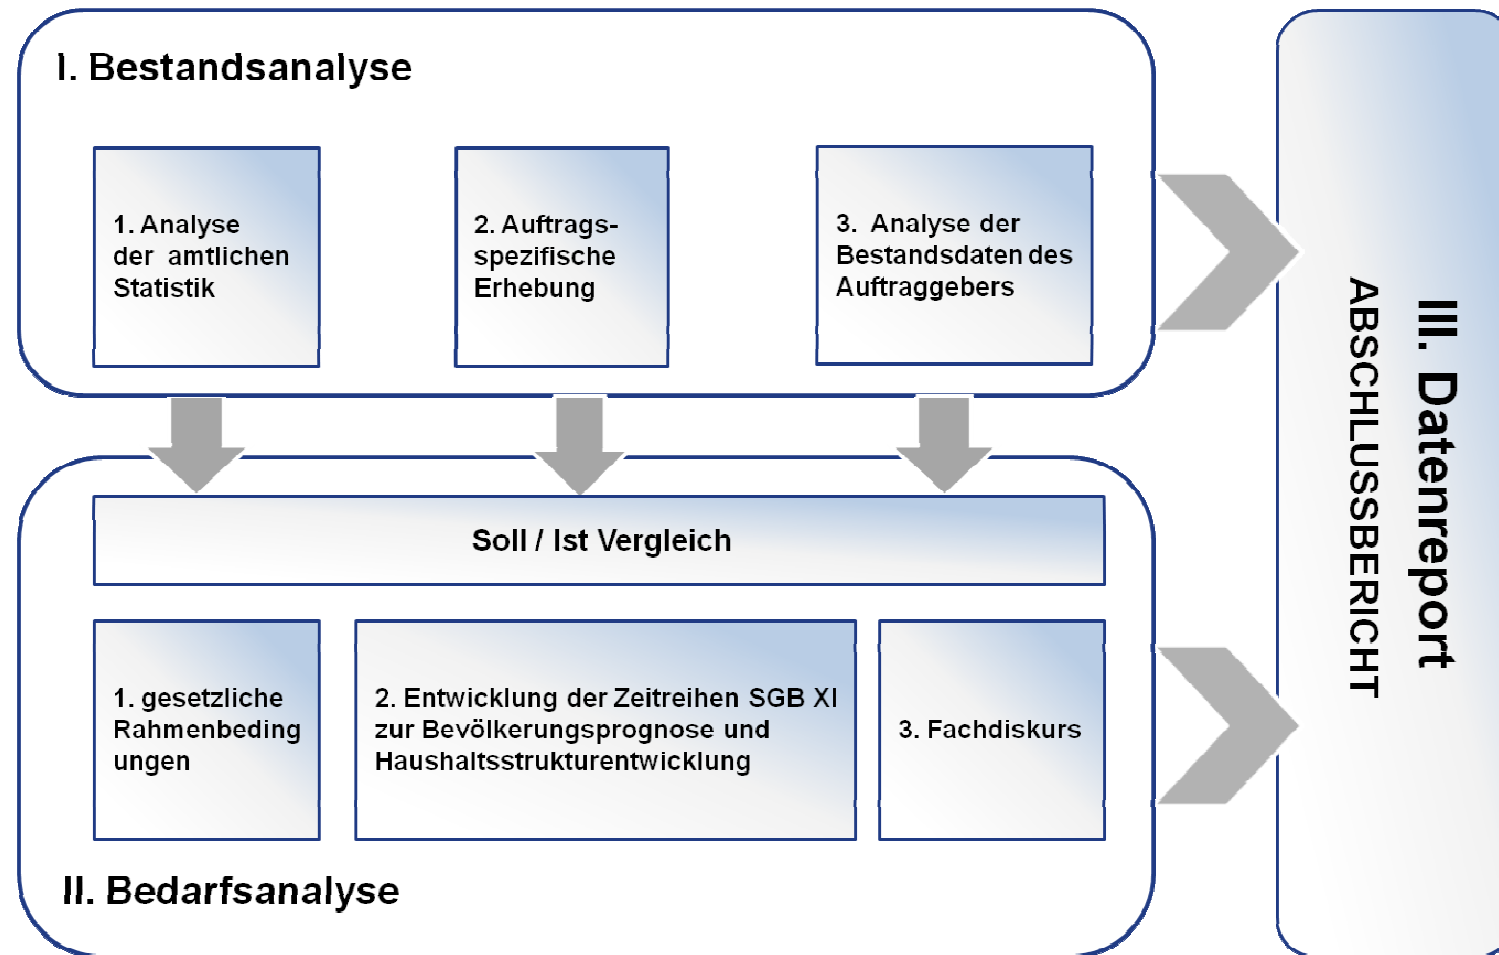 I. Bestandsanalyse
1. Analyse
der amtlichen
Statistik
2. Auftrags-
spezifische
Erhebung
3. Analyse der
Bestandsdaten des
Auftraggebers
Soll / Ist Vergleich
1. gesetzliche
Rahmenbeding
ungen
2. Entwicklung der Zeitreihen SGB XI
zur Bevölkerungsprognose und
Haushaltsstrukturentwicklung
3. Fachdiskurs
II. Bedarfsanalyse
III. Datenreport
ABSCHLUSSBERICHT